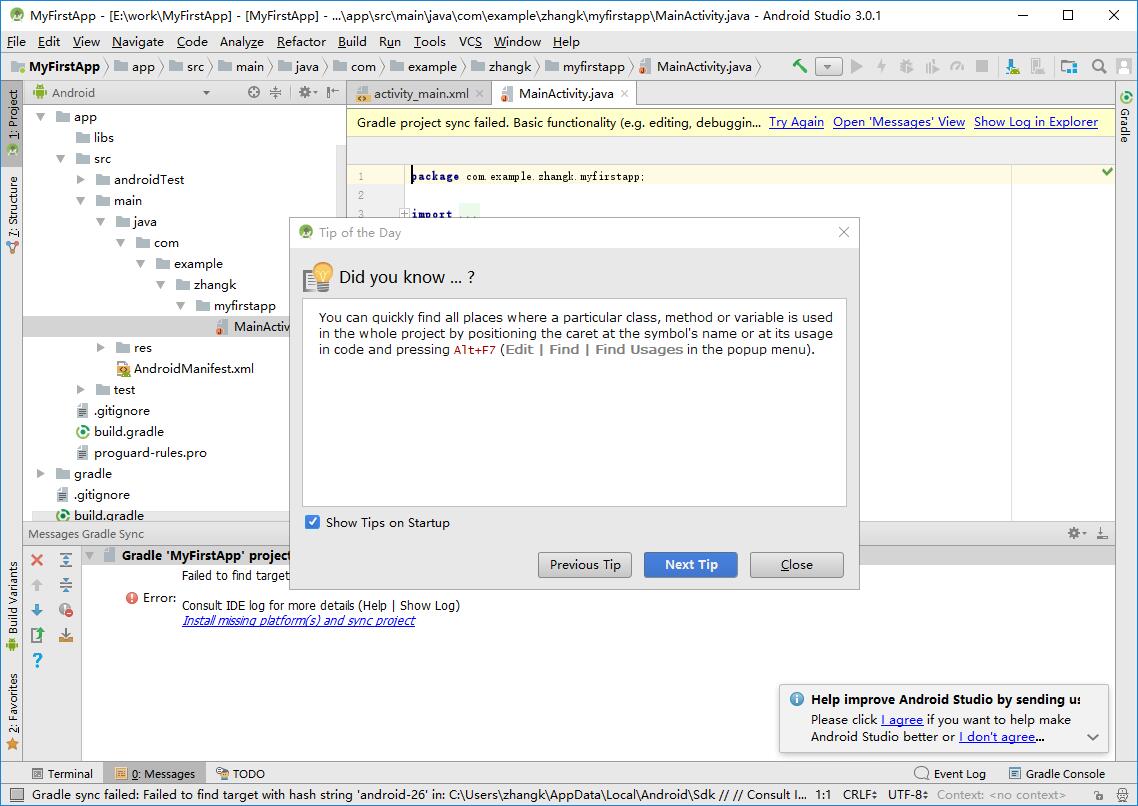 MyFirstApp - [E:\work\MyFirstApp] - [MyFirstApp] - ...\app\src\main\java\com\example\zhangk\myfirstapp\MainActivity.java - Android Studio 3.0.1
File Edit View Navigate Code Analyze Refactor Build Run Tools VCS Window Help
MyFirstApp app src main java com example zhangk myfirstapp MainActivity.java
1: Project
7: Structure
Build Variants
2: Favorites
Android
app
libs
src
androidTest
main
java
com
example
zhangk
myfirstapp
MainActiv
res
AndroidManifest.xml
test
.gitignore
build.gradle
proguard-rules.pro
gradle
.gitignore
build.gradle
activity_main.xml MainActivity.java
Gradle project sync failed. Basic functionality (e.g. editing, debuggin... Try Again Open 'Messages' View Show Log in Explorer
1 package com.example.zhangk.myfirstapp;
2
3 import ...
Gradle
Tip of the Day
Did you know ... ?
You can quickly find all places where a particular class, method or variable is used
in the whole project by positioning the caret at the symbol's name or at its usage
in code and pressing Alt+F7 (Edit | Find | Find Usages in the popup menu).
Show Tips on Startup
Previous Tip Next Tip Close
Messages Gradle Sync
Gradle 'MyFirstApp' project
Failed to find target
Error:
Consult IDE log for more details (Help | Show Log)
Install missing platform(s) and sync project
Help improve Android Studio by sending us
Please click I agree if you want to help make
Android Studio better or I don't agree...
Terminal 0: Messages TODO Event Log Gradle Console
Gradle sync failed: Failed to find target with hash string 'android-26' in: C:\Users\zhangk\AppData\Local\Android\Sdk // // Consult I... 1:1 CRLF UTF-8 Context: <no context>